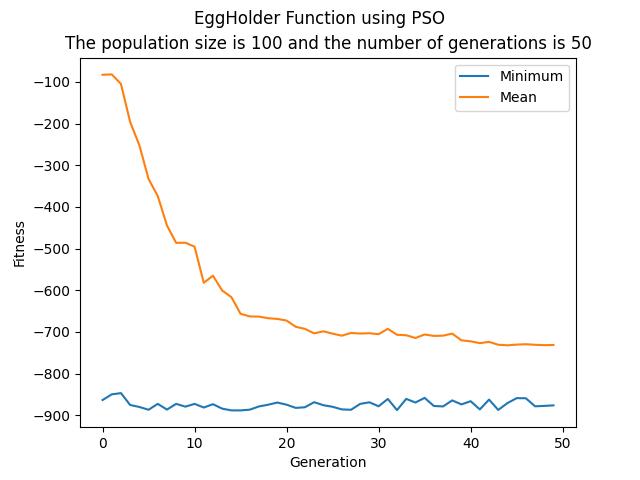 EggHolder Function using PSO
The population size is 100 and the number of generations is 50
Minimum
Mean
−100
−200
−300
−400
−500
−600
−700
−800
−900
Fitness
0 10 20 30 40 50
Generation